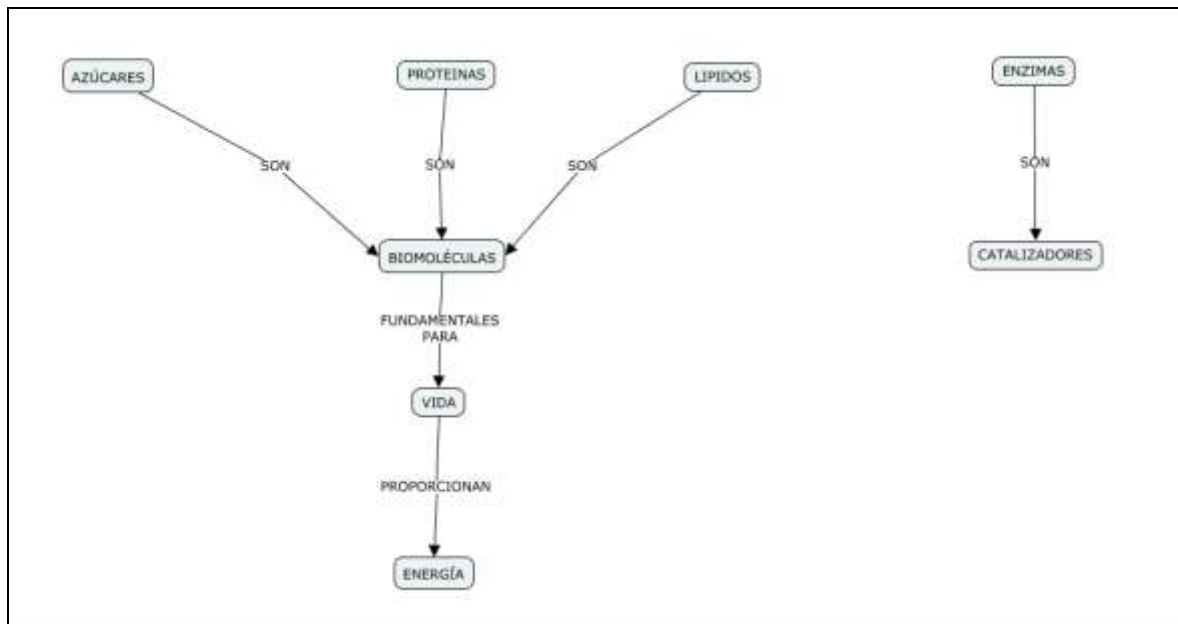 AZÚCARES
PROTEINAS
LIPIDOS
ENZIMAS
SON
SON
SON
SON
BIOMOLÉCULAS
CATALIZADORES
FUNDAMENTALES
PARA
VIDA
PROPORCIONAN
ENERGÍA